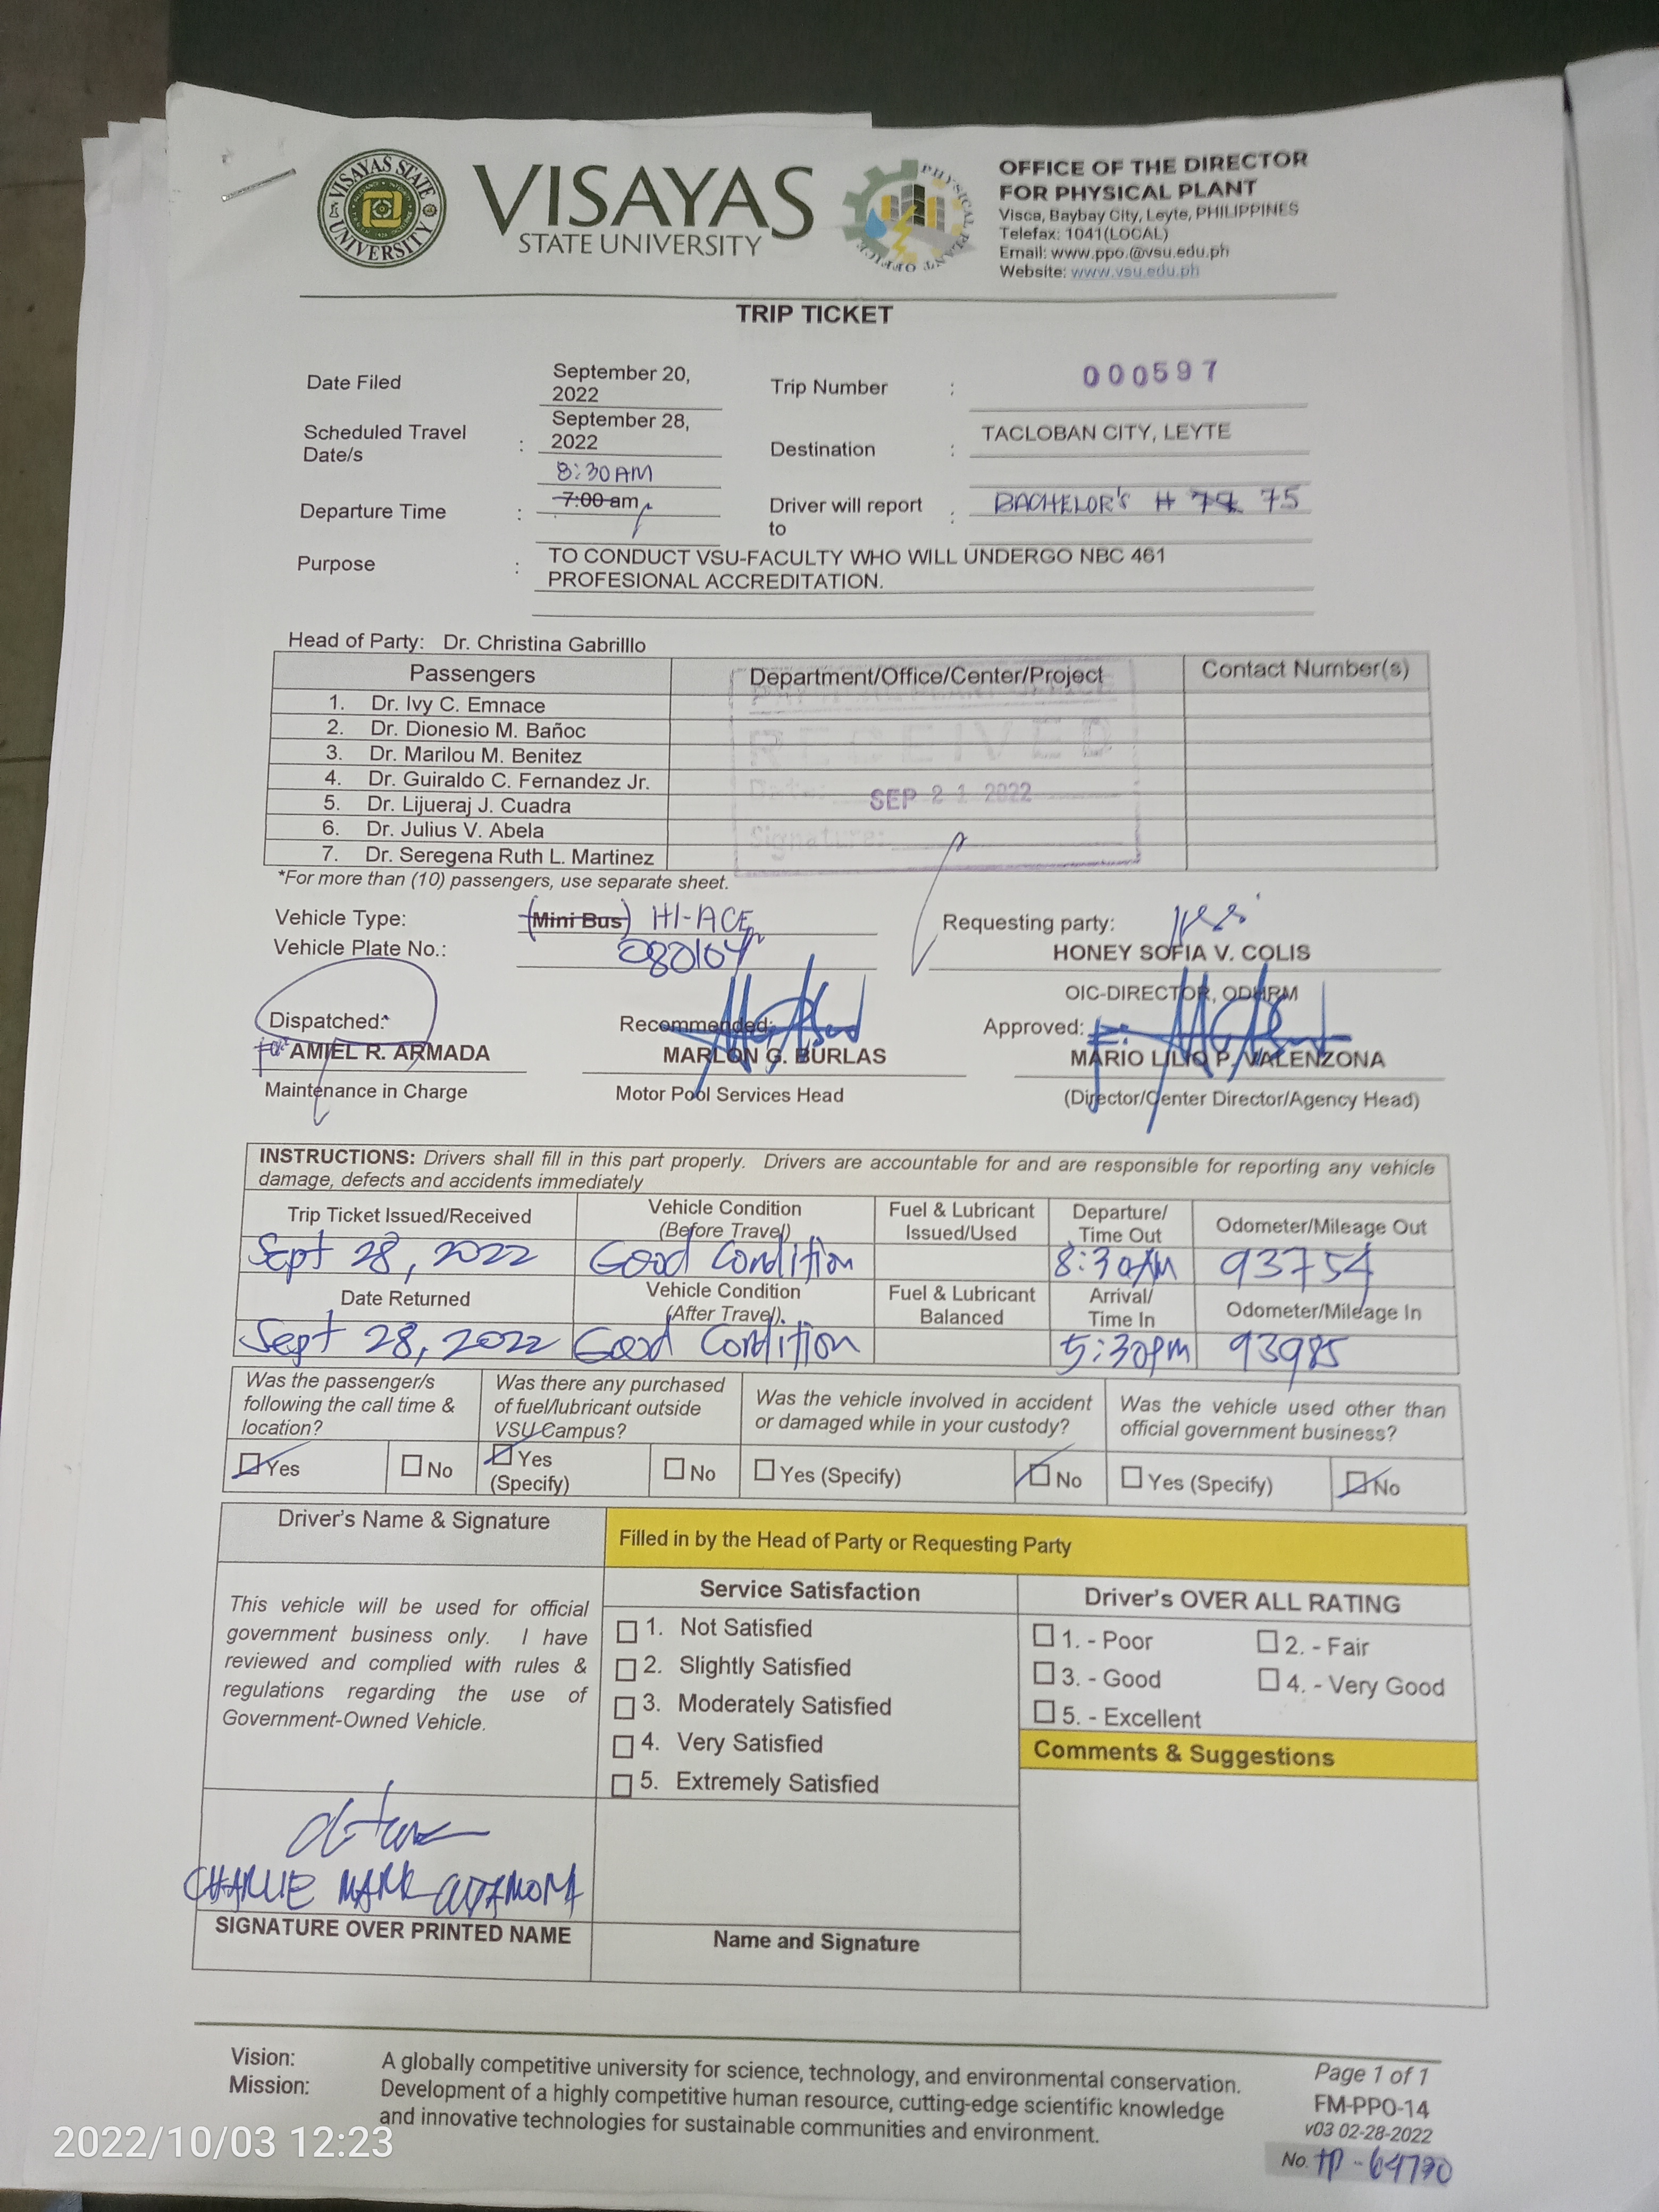 VISAYAS STATE UNIVERSITY
VISAYAS
STATE UNIVERSITY
PHYSICAL PLANT OFFICE
OFFICE OF THE DIRECTOR
FOR PHYSICAL PLANT
Visca, Baybay City, Leyte, PHILIPPINES
Telefax: 1041(LOCAL)
Email: www.ppo.@vsu.edu.ph
Website: www.vsu.edu.ph
TRIP TICKET
Date Filed September 20, 2022 Trip Number : 000597
Scheduled Travel Date/s : September 28, 2022 Destination : TACLOBAN CITY, LEYTE
8:30AM
Departure Time : 7:00 am Driver will report to : BACHELOR'S # 75
Purpose : TO CONDUCT VSU-FACULTY WHO WILL UNDERGO NBC 461
PROFESIONAL ACCREDITATION.
Head of Party: Dr. Christina Gabrilllo
Passengers Department/Office/Center/Project Contact Number(s)
1. Dr. Ivy C. Emnace
2. Dr. Dionesio M. Bañoc
3. Dr. Marilou M. Benitez
4. Dr. Guiraldo C. Fernandez Jr.
5. Dr. Lijueraj J. Cuadra
6. Dr. Julius V. Abela
7. Dr. Seregena Ruth L. Martinez
RECEIVED
Date: SEP 21 2022
Signature:
*For more than (10) passengers, use separate sheet.
Vehicle Type: (Mini Bus) HI-ACE Requesting party:
Vehicle Plate No.: 080104 HONEY SOFIA V. COLIS
OIC-DIRECTOR, ODHRM
Dispatched: Recommended: Approved:
for AMIEL R. ARMADA MARLON G. BURLAS MARIO LILIO P. VALENZONA
Maintenance in Charge Motor Pool Services Head (Director/Center Director/Agency Head)
INSTRUCTIONS: Drivers shall fill in this part properly. Drivers are accountable for and are responsible for reporting any vehicle
damage, defects and accidents immediately
Trip Ticket Issued/Received Vehicle Condition (Before Travel) Fuel & Lubricant Issued/Used Departure/ Time Out Odometer/Mileage Out
Sept 28, 2022 Good Condition 8:30AM 93754
Date Returned Vehicle Condition (After Travel). Fuel & Lubricant Balanced Arrival/ Time In Odometer/Mileage In
Sept 28, 2022 Good Condition 5:30pm 93985
Was the passenger/s following the call time & location?
Was there any purchased of fuel/lubricant outside VSU Campus?
Was the vehicle involved in accident or damaged while in your custody?
Was the vehicle used other than official government business?
Yes No Yes (Specify) No Yes (Specify) No Yes (Specify) No
Driver's Name & Signature
Filled in by the Head of Party or Requesting Party
This vehicle will be used for official
government business only. I have
reviewed and complied with rules &
regulations regarding the use of
Government-Owned Vehicle.
Service Satisfaction
1. Not Satisfied
2. Slightly Satisfied
3. Moderately Satisfied
4. Very Satisfied
5. Extremely Satisfied
Driver's OVER ALL RATING
1. - Poor 2. - Fair
3. - Good 4. - Very Good
5. - Excellent
Comments & Suggestions
CHARLIE MARK
SIGNATURE OVER PRINTED NAME
Name and Signature
Vision: A globally competitive university for science, technology, and environmental conservation.
Mission: Development of a highly competitive human resource, cutting-edge scientific knowledge
and innovative technologies for sustainable communities and environment.
Page 1 of 1
FM-PPO-14
v03 02-28-2022
No. TP-64770
2022/10/03 12:23